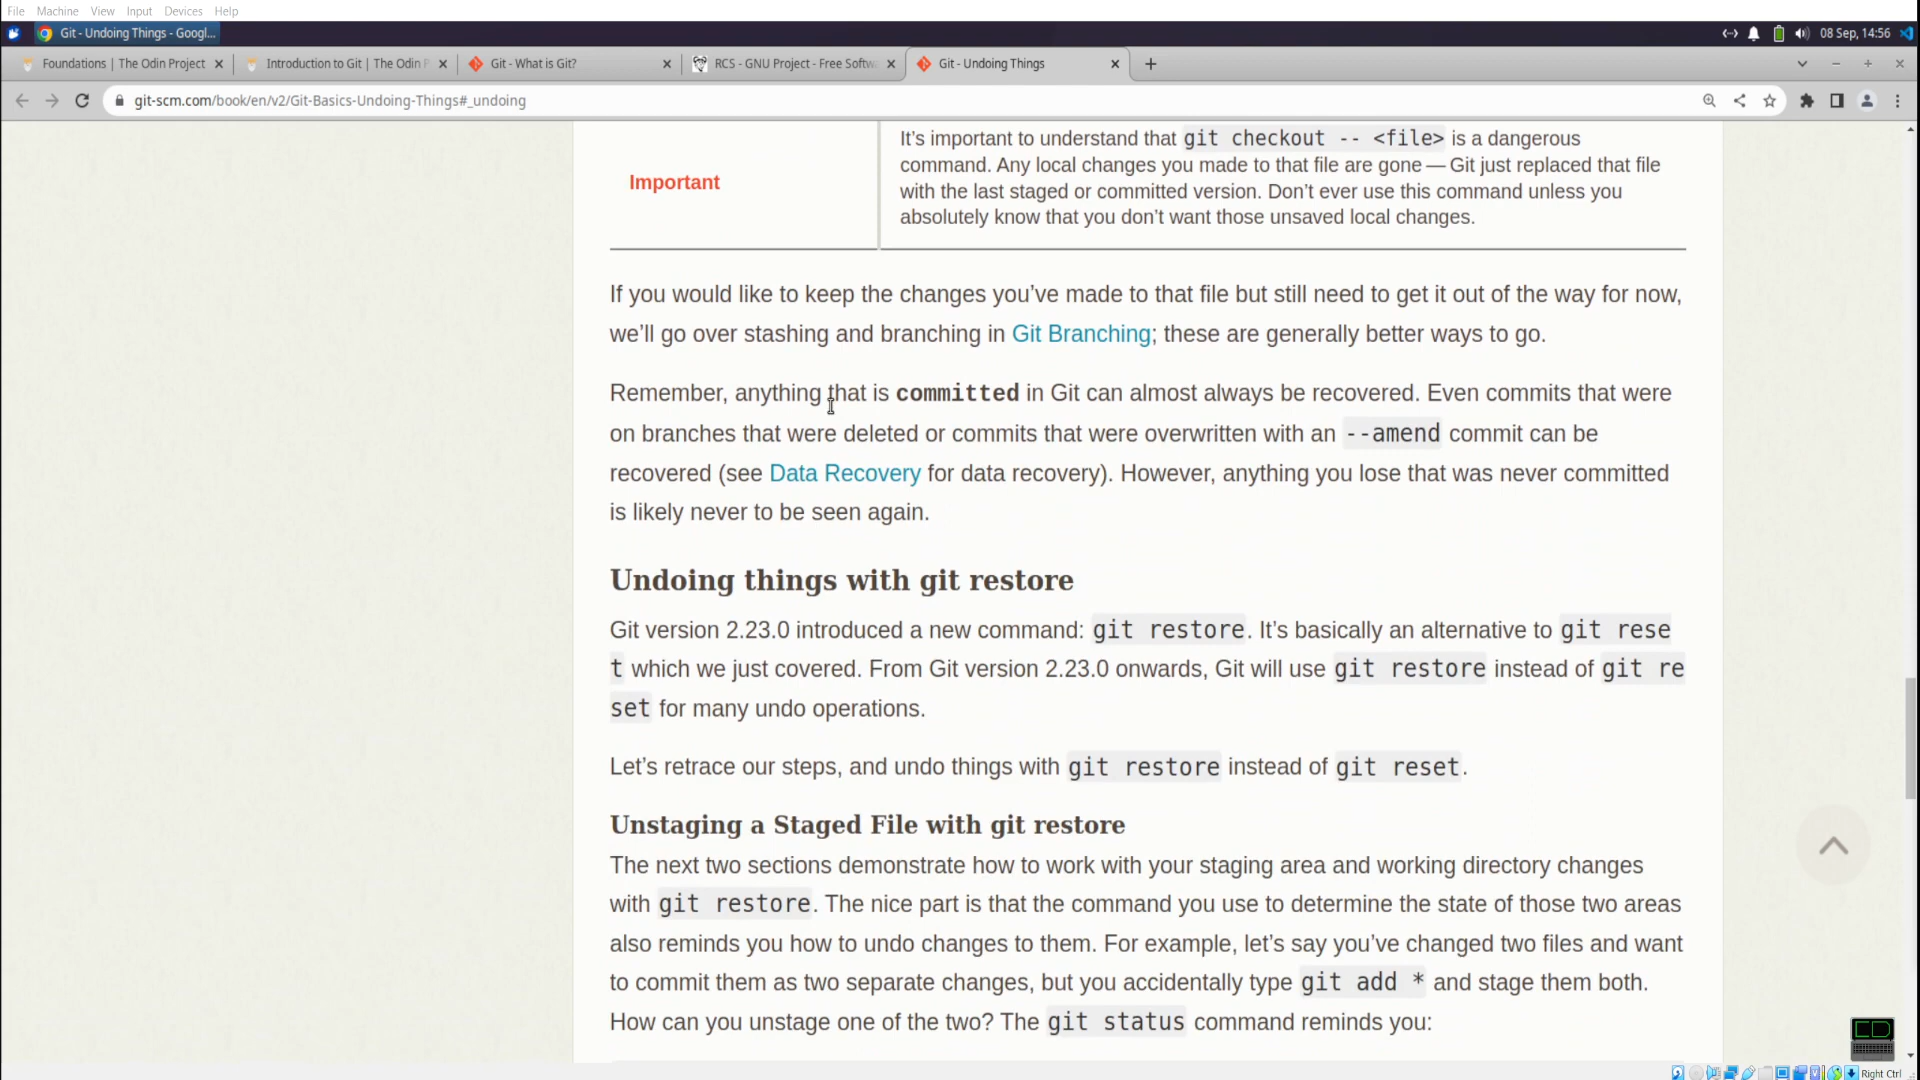 File Machine View Input Devices Help
Git - Undoing Things - Googl...
08 Sep, 14:56
Foundations | The Odin Project
Introduction to Git | The Odin P
Git - What is Git?
RCS - GNU Project - Free Softw
Git - Undoing Things
git-scm.com/book/en/v2/Git-Basics-Undoing-Things#_undoing
Important
It’s important to understand that git checkout -- <file> is a dangerous
command. Any local changes you made to that file are gone — Git just replaced that file
with the last staged or committed version. Don’t ever use this command unless you
absolutely know that you don’t want those unsaved local changes.
If you would like to keep the changes you’ve made to that file but still need to get it out of the way for now,
we’ll go over stashing and branching in Git Branching; these are generally better ways to go.
Remember, anything that is committed in Git can almost always be recovered. Even commits that were
on branches that were deleted or commits that were overwritten with an --amend commit can be
recovered (see Data Recovery for data recovery). However, anything you lose that was never committed
is likely never to be seen again.
Undoing things with git restore
Git version 2.23.0 introduced a new command: git restore. It’s basically an alternative to git rese
t which we just covered. From Git version 2.23.0 onwards, Git will use git restore instead of git re
set for many undo operations.
Let’s retrace our steps, and undo things with git restore instead of git reset.
Unstaging a Staged File with git restore
The next two sections demonstrate how to work with your staging area and working directory changes
with git restore. The nice part is that the command you use to determine the state of those two areas
also reminds you how to undo changes to them. For example, let’s say you’ve changed two files and want
to commit them as two separate changes, but you accidentally type git add * and stage them both.
How can you unstage one of the two? The git status command reminds you:
CD
Right Ctrl